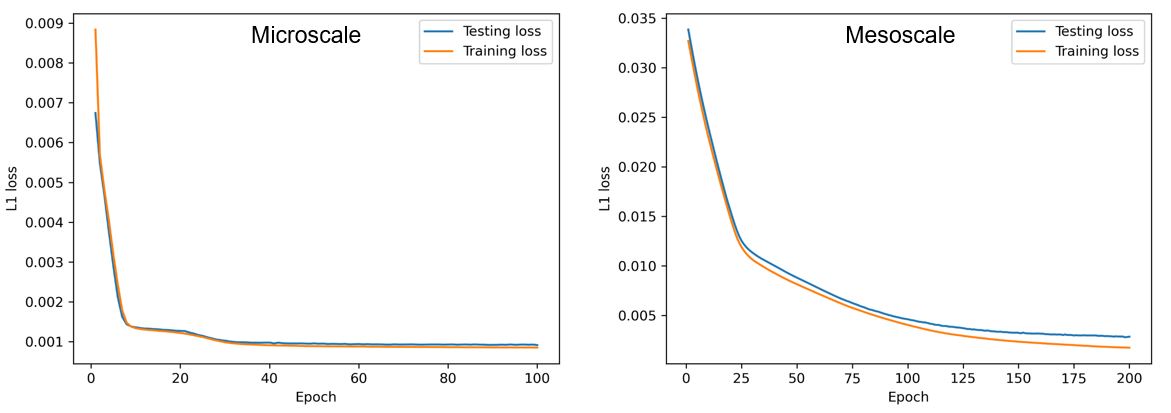 Microscale
Testing loss
Training loss
L1 loss
0.009
0.008
0.007
0.006
0.005
0.004
0.003
0.002
0.001
0 20 40 60 80 100
Epoch
Mesoscale
Testing loss
Training loss
L1 loss
0.035
0.030
0.025
0.020
0.015
0.010
0.005
0 25 50 75 100 125 150 175 200
Epoch